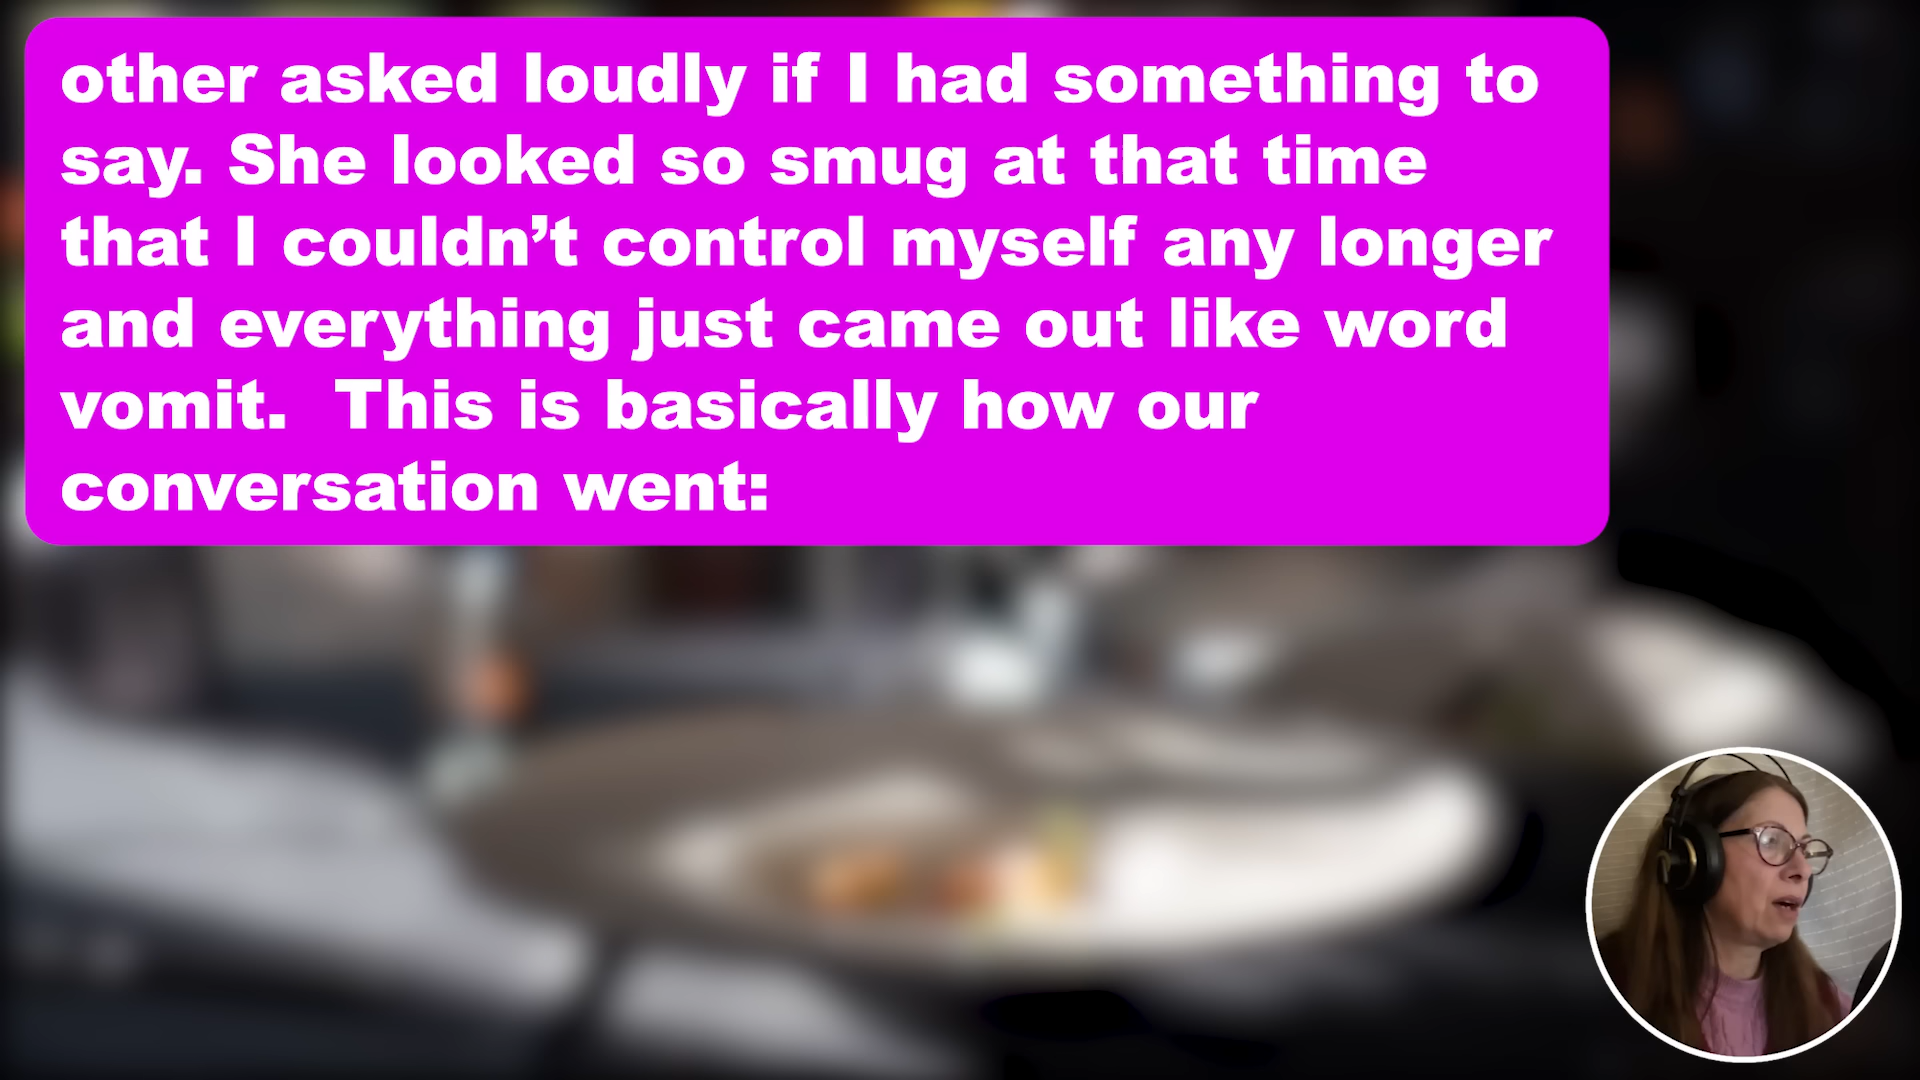 other asked loudly if I had something to
say. She looked so smug at that time
that I couldn’t control myself any longer
and everything just came out like word
vomit.  This is basically how our
conversation went: